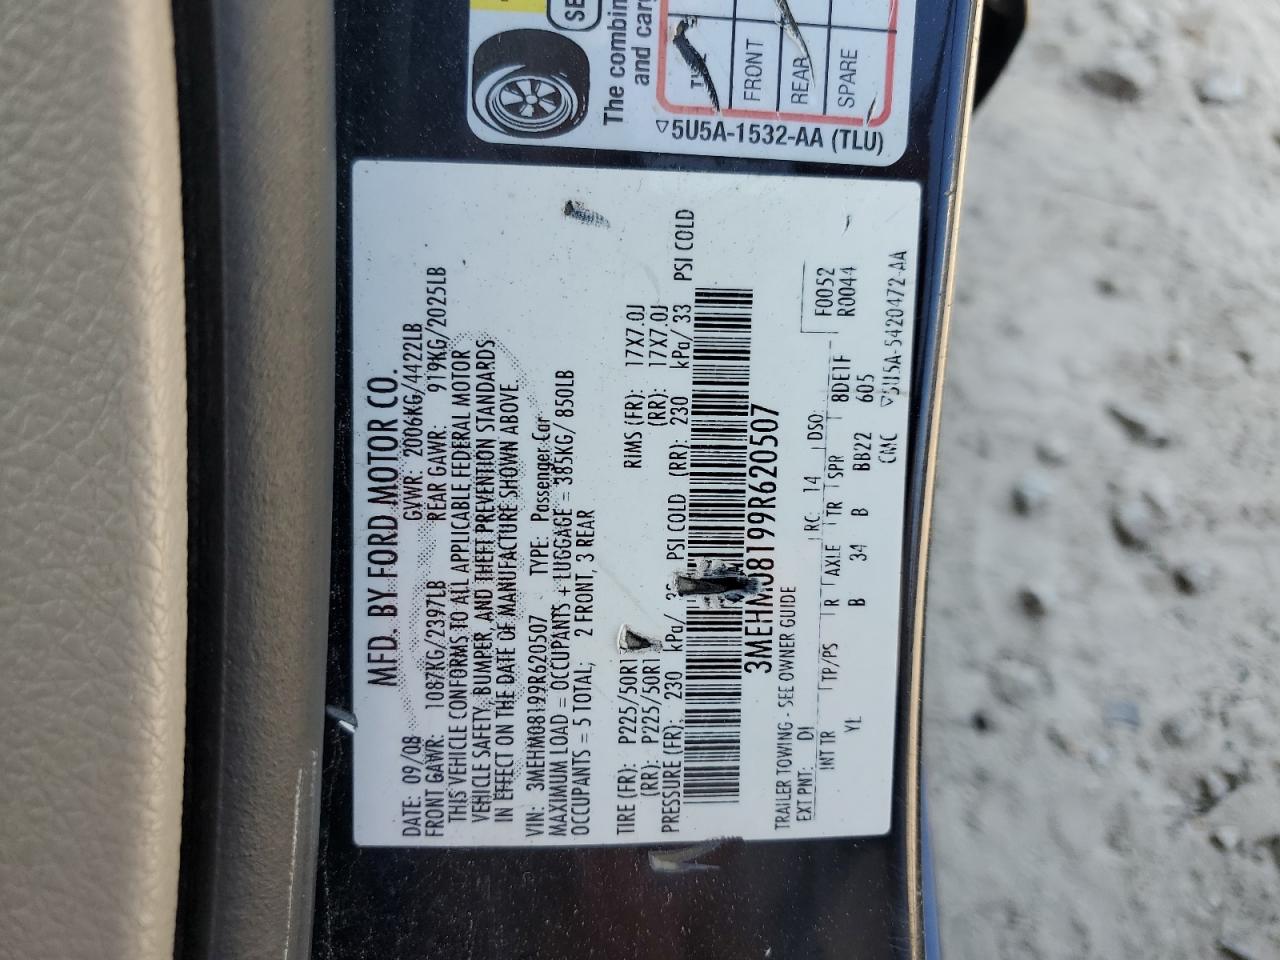 SE
The combin
and carg
FRONT
REAR
SPARE
▽5U5A-1532-AA (TLU)
MFD. BY FORD MOTOR CO.
DATE: 09/08 GVWR: 2006KG/4422LB
FRONT GAWR: 1087KG/2397LB REAR GAWR: 919KG/2025LB
THIS VEHICLE CONFORMS TO ALL APPLICABLE FEDERAL MOTOR
VEHICLE SAFETY, BUMPER, AND THEFT PREVENTION STANDARDS
IN EFFECT ON THE DATE OF MANUFACTURE SHOWN ABOVE
VIN: 3MEHM08199R620507 TYPE: Passenger Car
MAXIMUM LOAD = OCCUPANTS + LUGGAGE = 385KG/ 850LB
OCCUPANTS = 5 TOTAL; 2 FRONT, 3 REAR
TIRE (FR): P225/50R1 RIMS (FR): 17X7.0J
(RR): P225/50R1 (RR): 17X7.0J
PRESSURE (FR): 230 kPa/ PSI COLD (RR): 230 kPa/ 33 PSI COLD
3MEHM08199R620507
TRAILER TOWING - SEE OWNER GUIDE
EXT PNT: D1 RC: 14 DSO: F0052
INT TR TP/PS R AXLE TR SPR 8DE1F R0044
YL B 34 B BB22 605
CMC ▽5U5A-5420472-AA